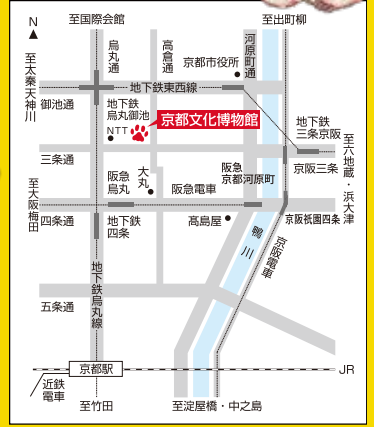 N
至国際会館
至出町柳
烏丸通
高倉通
河原町通
至太秦天神川
京都市役所
地下鉄東西線
御池通
地下鉄
烏丸御池
NTT
京都文化博物館
地下鉄
三条京阪
三条通
京阪三条
至六地蔵・浜大津
阪急
烏丸
大丸
阪急
京都河原町
阪急電車
至大阪梅田
四条通
地下鉄
四条
髙島屋
京阪祇園四条
鴨川
京阪電車
地下鉄烏丸線
五条通
京都駅
JR
近鉄
電車
至竹田
至淀屋橋・中之島